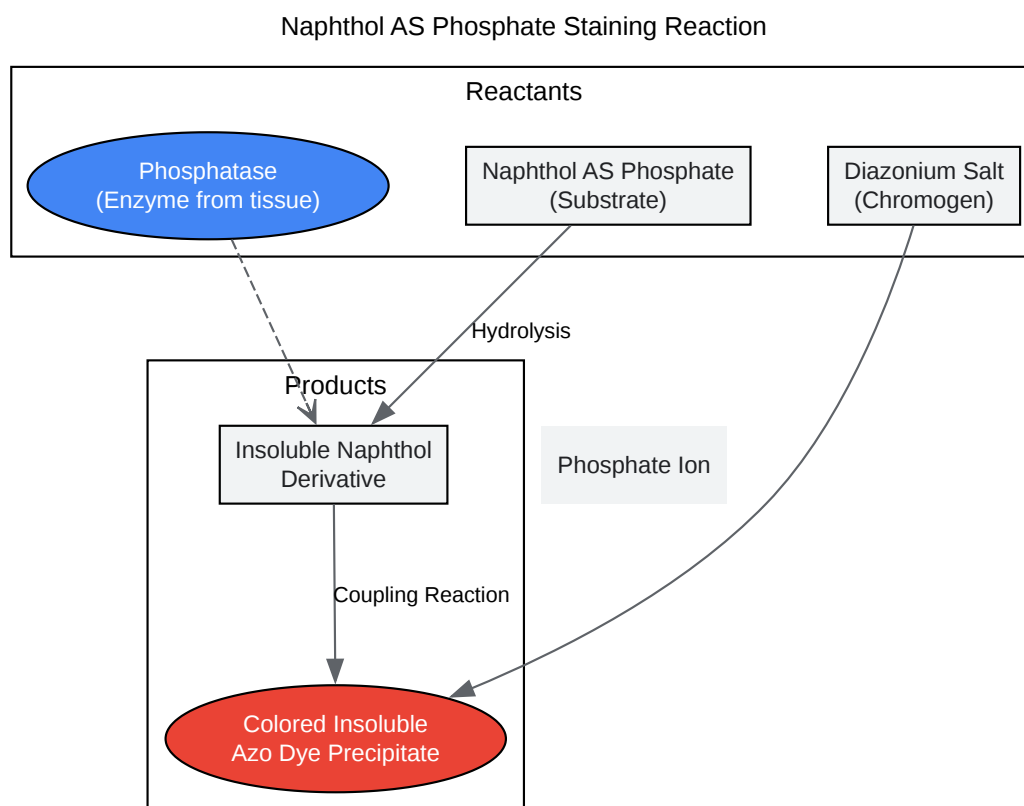 Naphthol AS Phosphate Staining Reaction
Reactants
Phosphatase
(Enzyme from tissue)
Naphthol AS Phosphate
(Substrate)
Diazonium Salt
(Chromogen)
Hydrolysis
Products
Insoluble Naphthol
Derivative
Phosphate Ion
Coupling Reaction
Colored Insoluble
Azo Dye Precipitate